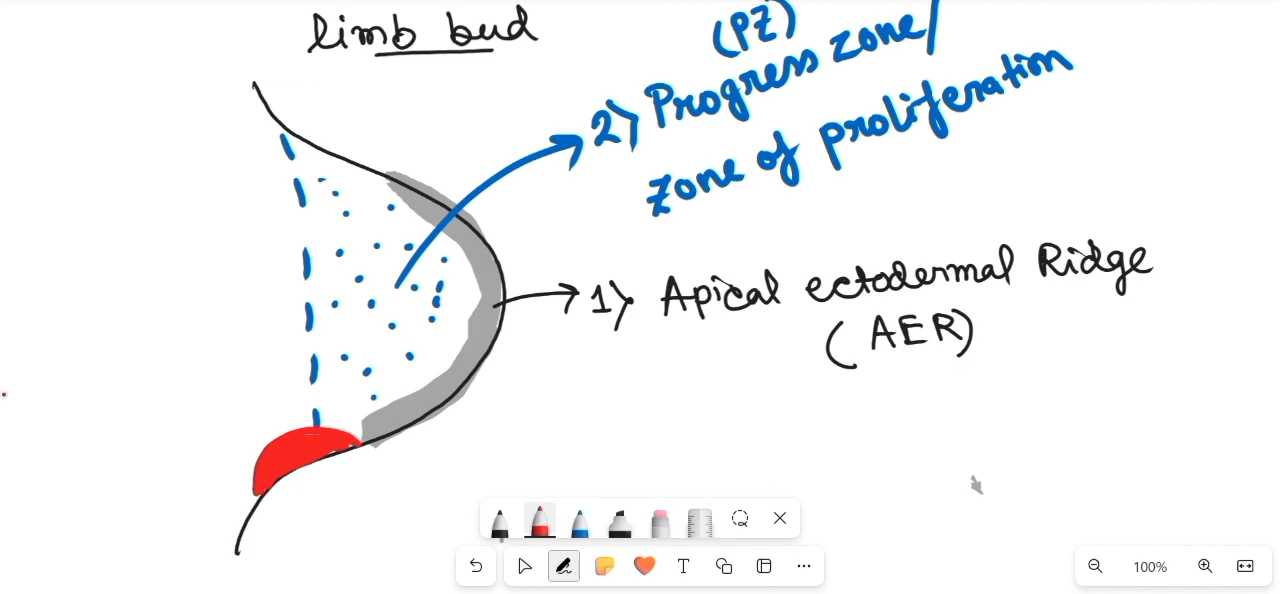 limb bud
(PZ)
2) Progress zone/
zone of proliferation
1) Apical ectodermal Ridge
(AER)
T
100%